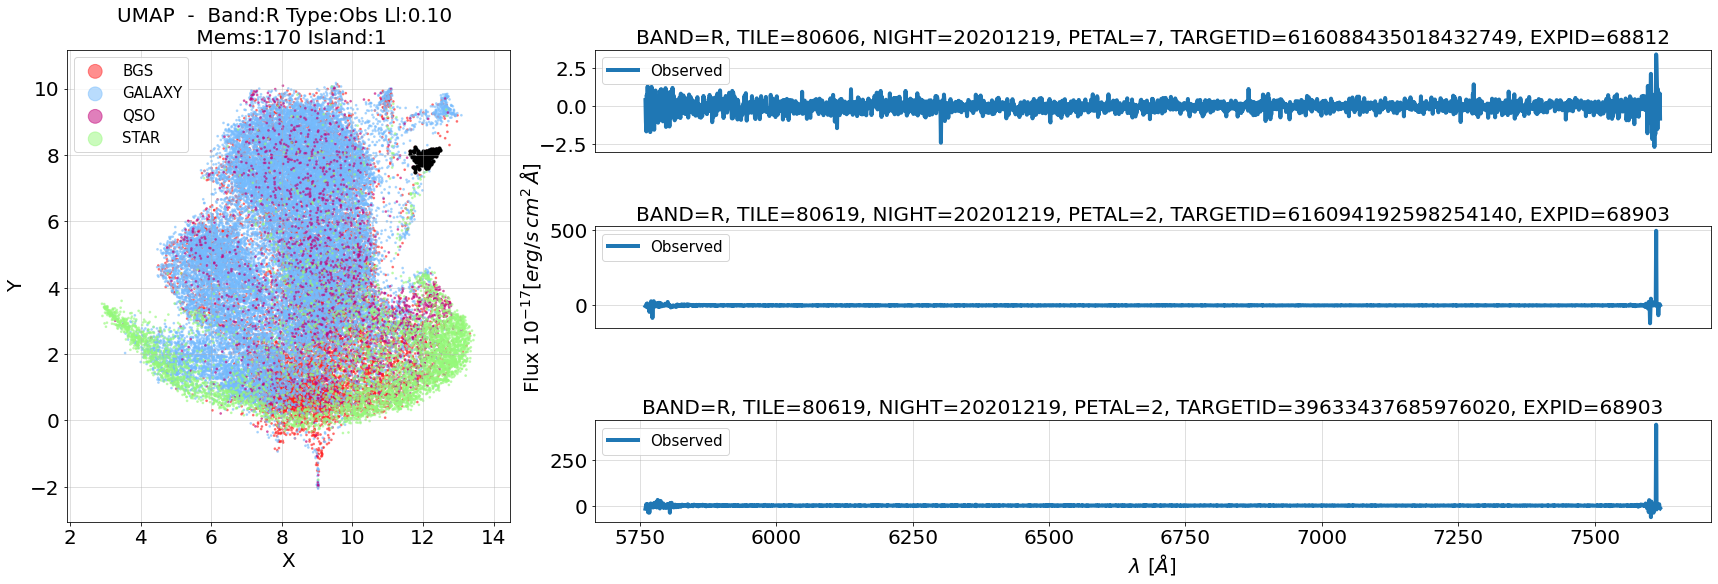 UMAP - Band:R Type:Obs Ll:0.10
Mems:170 Island:1
BGS
GALAXY
QSO
STAR
10
8
6
4
2
0
−2
2 4 6 8 10 12 14
X
Y
BAND=R, TILE=80606, NIGHT=20201219, PETAL=7, TARGETID=616088435018432749, EXPID=68812
Observed
2.5
0.0
−2.5
BAND=R, TILE=80619, NIGHT=20201219, PETAL=2, TARGETID=616094192598254140, EXPID=68903
Observed
500
0
Flux 10⁻¹⁷[erg/s cm² Å]
BAND=R, TILE=80619, NIGHT=20201219, PETAL=2, TARGETID=39633437685976020, EXPID=68903
Observed
250
0
5750 6000 6250 6500 6750 7000 7250 7500
λ [Å]